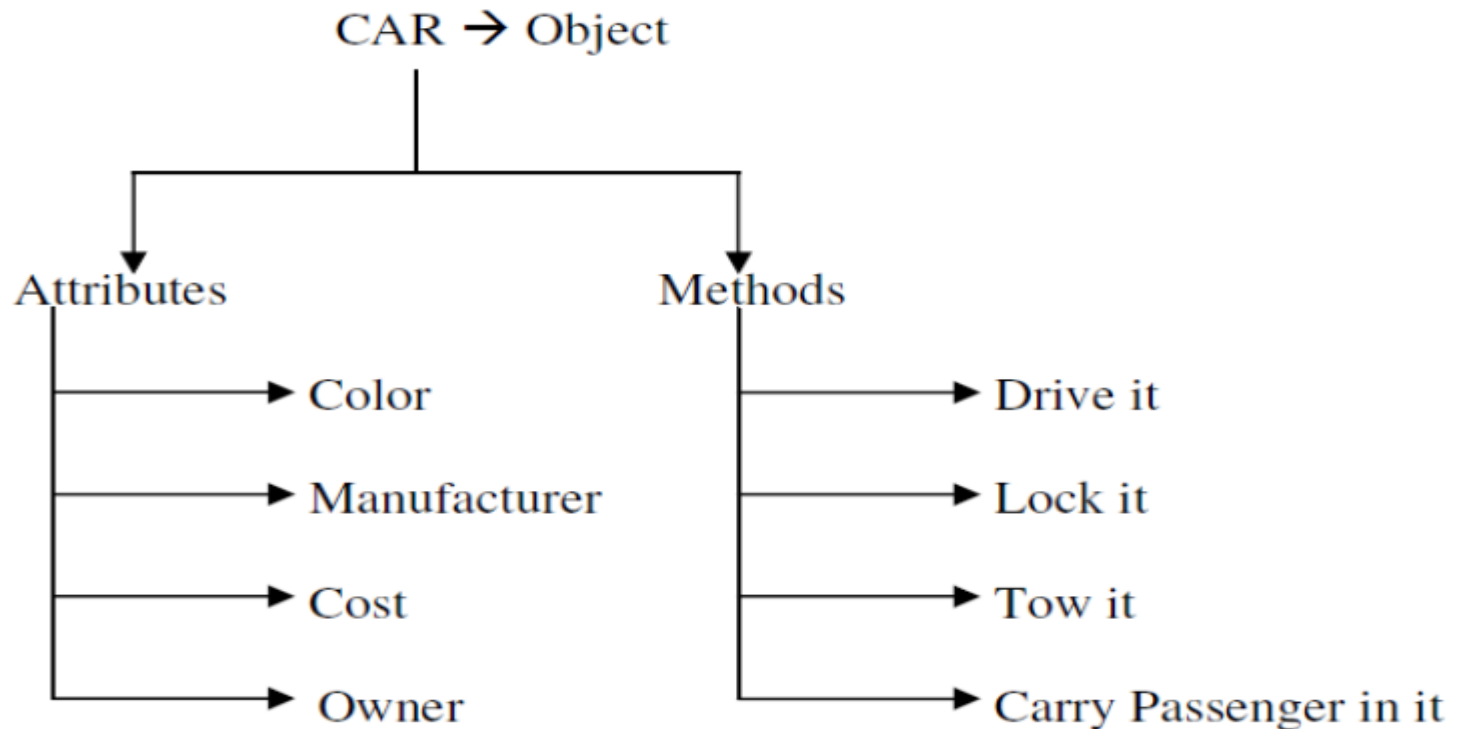 CAR → Object
Attributes
Methods
Color
Drive it
Manufacturer
Lock it
Cost
Tow it
Owner
Carry Passenger in it